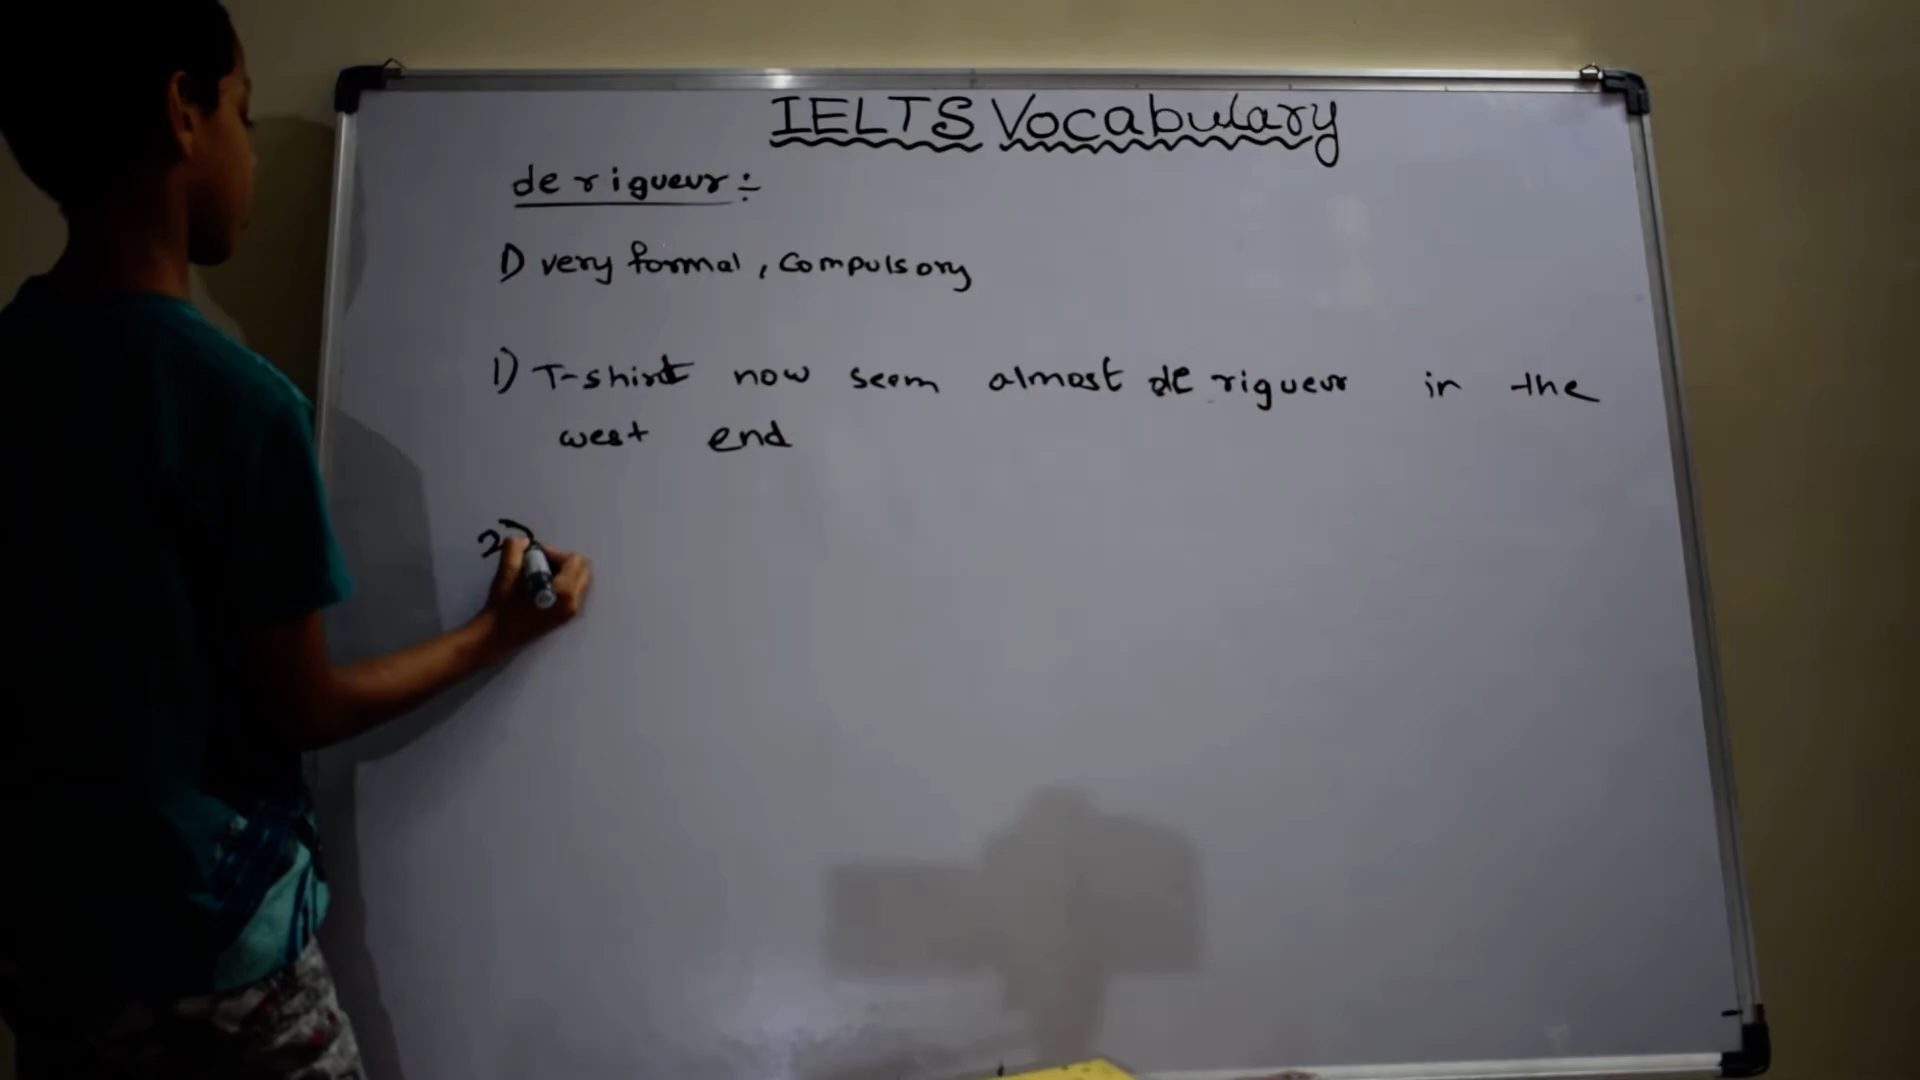 IELTS Vocabulary
de rigueur :
1) very formal, compulsory
1) T-shirt now seem almost de rigueur in the
west end
2)